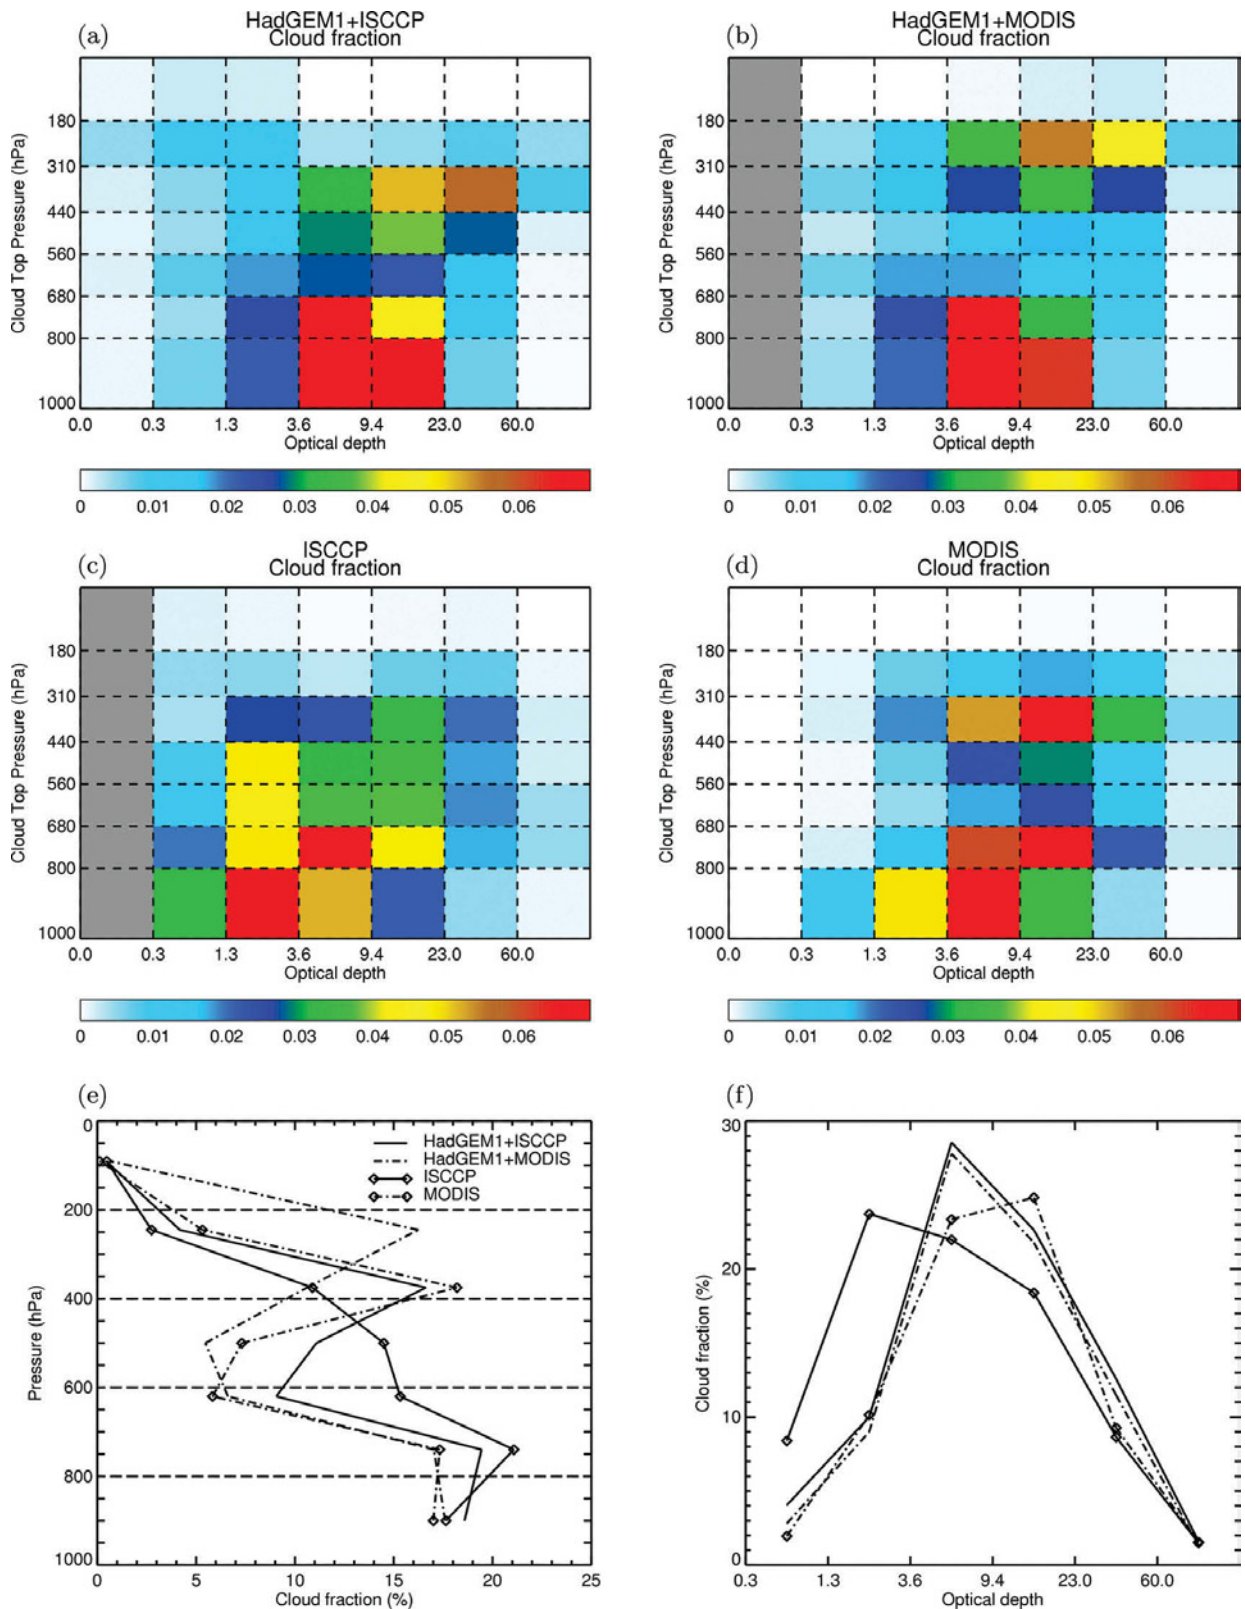 (a)
HadGEM1+ISCCP
Cloud fraction
Cloud Top Pressure (hPa)
180
310
440
560
680
800
1000
0.0 0.3 1.3 3.6 9.4 23.0 60.0
Optical depth
0 0.01 0.02 0.03 0.04 0.05 0.06
(b)
HadGEM1+MODIS
Cloud fraction
Cloud Top Pressure (hPa)
180
310
440
560
680
800
1000
0.0 0.3 1.3 3.6 9.4 23.0 60.0
Optical depth
0 0.01 0.02 0.03 0.04 0.05 0.06
(c)
ISCCP
Cloud fraction
Cloud Top Pressure (hPa)
180
310
440
560
680
800
1000
0.0 0.3 1.3 3.6 9.4 23.0 60.0
Optical depth
0 0.01 0.02 0.03 0.04 0.05 0.06
(d)
MODIS
Cloud fraction
Cloud Top Pressure (hPa)
180
310
440
560
680
800
1000
0.0 0.3 1.3 3.6 9.4 23.0 60.0
Optical depth
0 0.01 0.02 0.03 0.04 0.05 0.06
(e)
HadGEM1+ISCCP
HadGEM1+MODIS
ISCCP
MODIS
Pressure (hPa)
0
200
400
600
800
1000
0 5 10 15 20 25
Cloud fraction (%)
(f)
Cloud fraction (%)
30
20
10
0
0.3 1.3 3.6 9.4 23.0 60.0
Optical depth